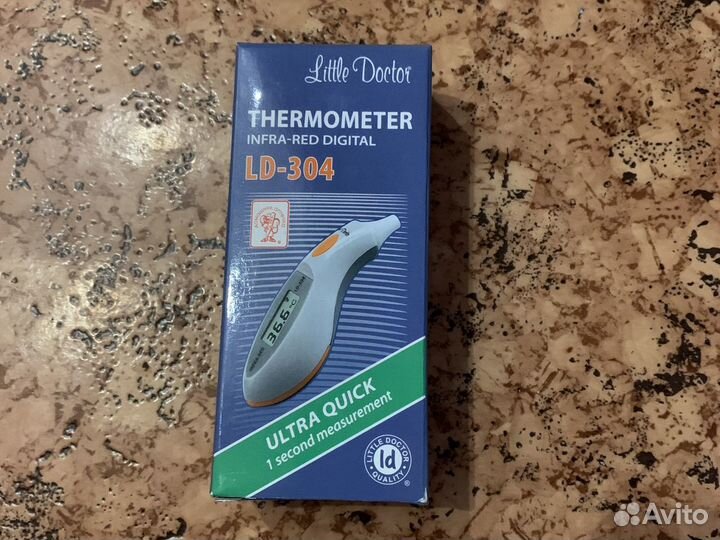 Little Doctor®
THERMOMETER
INFRA-RED DIGITAL
LD-304
36.6 °C
ULTRA QUICK
1 second measurement
LITTLE DOCTOR
ld
QUALITY
®
Avito